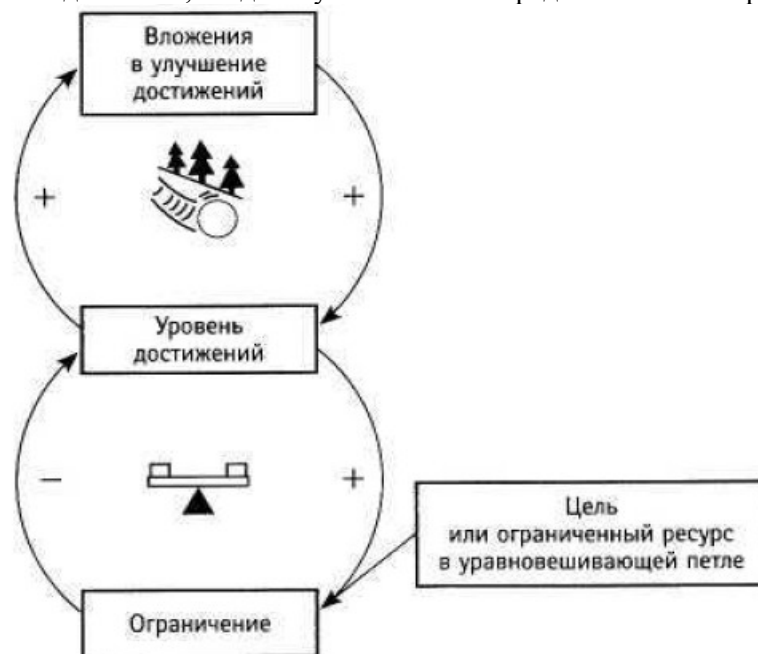 Вложения
в улучшение
достижений
+
+
Уровень
достижений
−
+
Цель
или ограниченный ресурс
в уравновешивающей петле
Ограничение